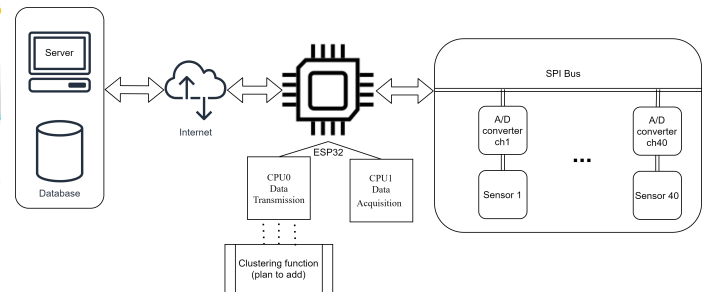 Server
Database
Internet
ESP32
CPU0
Data
Transmission
CPU1
Data
Acquisition
Clustering function
(plan to add)
SPI Bus
A/D
converter
ch1
Sensor 1
...
A/D
converter
ch40
Sensor 40